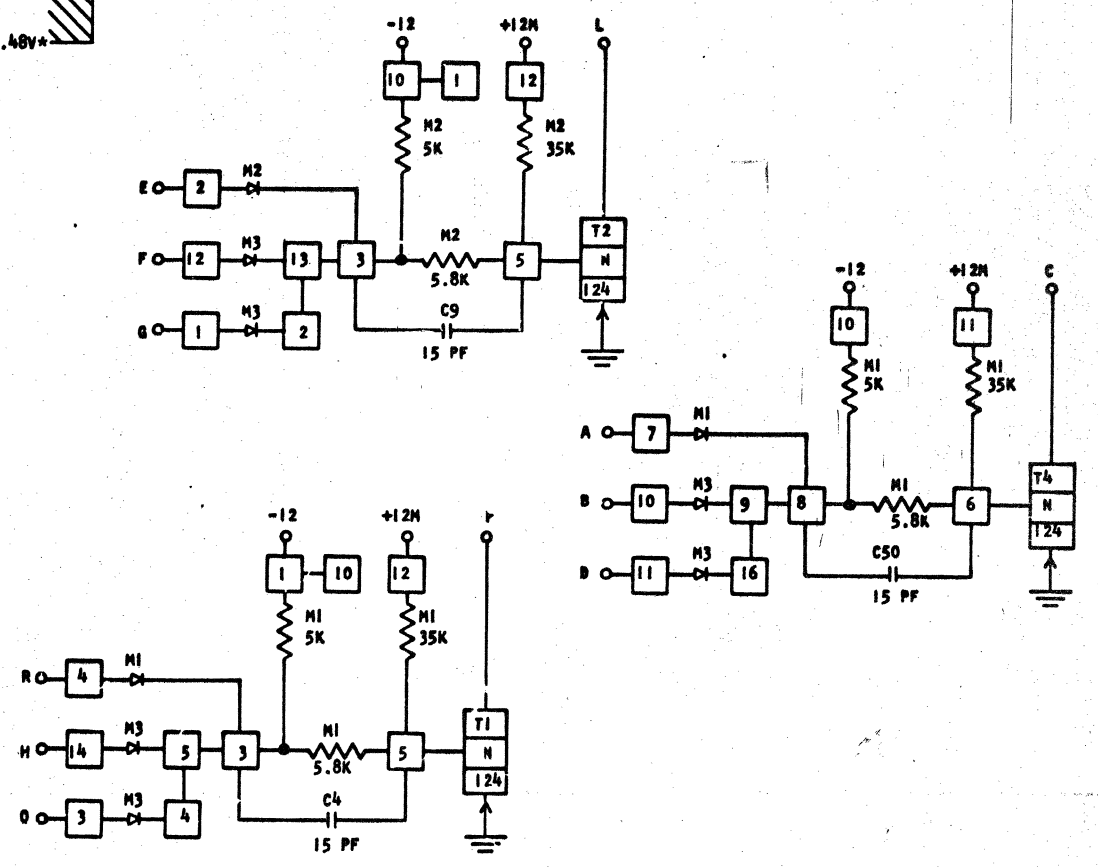 .48V*
-12 +12M L
10 1 12
M2 5K
M2 35K
E 2 M2
F 12 M3 13 3 M2 5.8K 5
T2
N
124
G 1 M3 2
C9
15 PF
-12 +12M C
10 11
M1 5K
M1 35K
A 7 M1
B 10 M3 9 8 M1 5.8K 6
T4
N
124
D 11 M3 16
C50
15 PF
-12 +12M
1 10 12
M1 5K
M1 35K
R 4 M1
H 14 M3 5 3 M1 5.8K 5
T1
N
124
3 M3 4
C4
15 PF